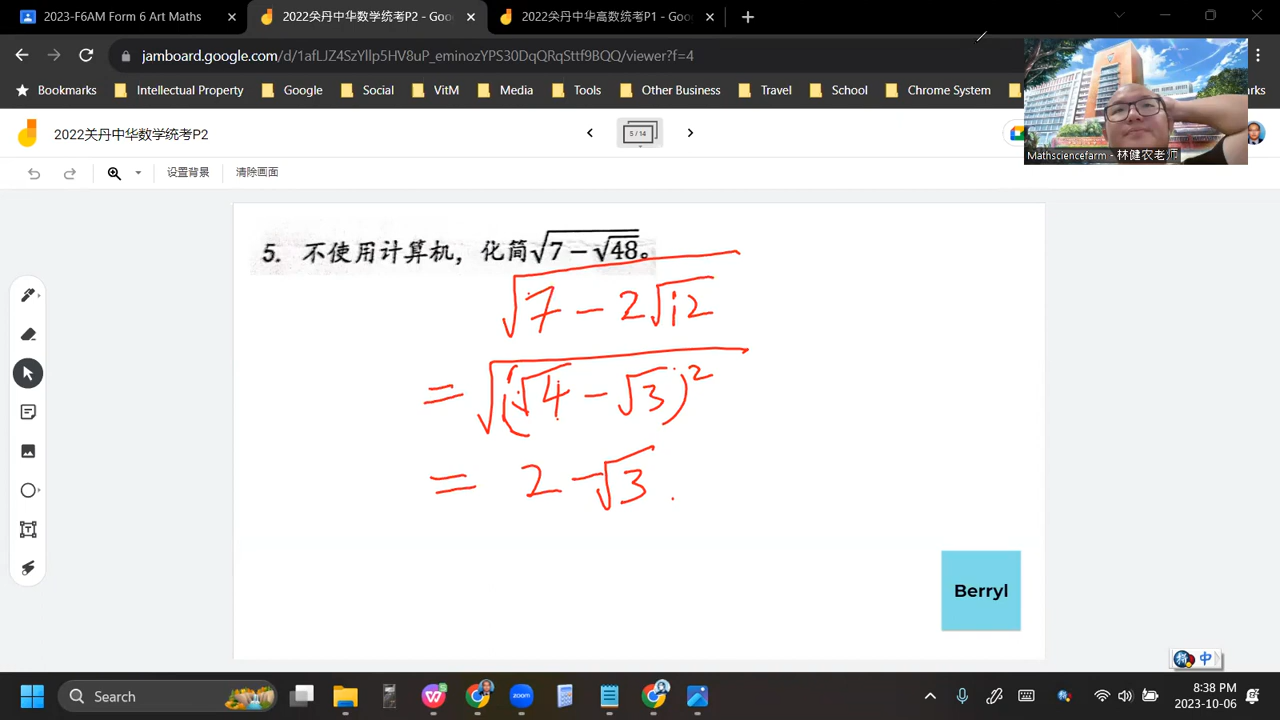 2023-F6AM Form 6 Art Maths
2022关丹中华数学统考P2 - Goo
2022关丹中华高数统考P1 - Goog
jamboard.google.com/d/1afLJZ4SzYDn5HV8uP_eminozYPS30DqQRqSttf9BQQ/viewer?f=4
Bookmarks Intellectual Property Google Social VitM Media Tools Other Business Travel School Chrome System
2022关丹中华数学统考P2
5 / 14
Mathsciencefarm - 林健农老师
设置背景 清除画面
5. 不使用计算机，化简√(7 − √48)。
√(7 − 2√12)
= √((√4 − √3)²)
= 2 − √3.
Berryl
中
Search
8:38 PM
2023-10-06